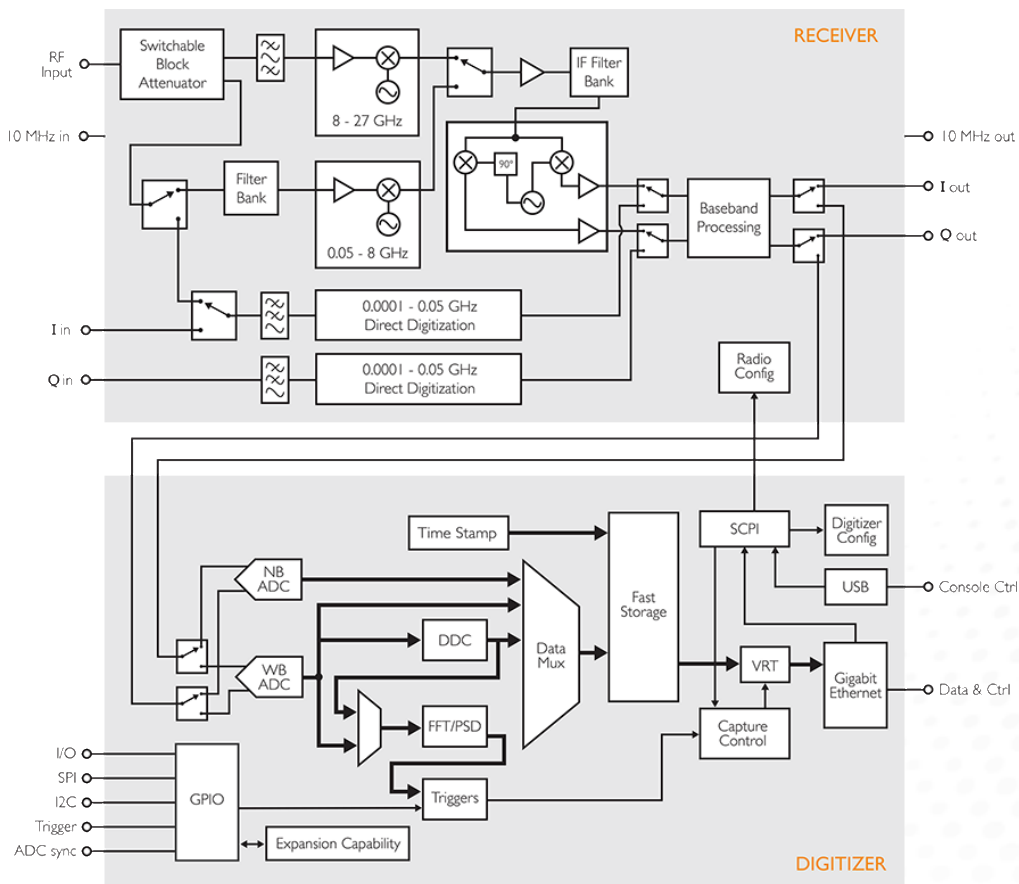 RECEIVER
RF
Input
Switchable
Block
Attenuator
8 - 27 GHz
IF Filter
Bank
10 MHz in
10 MHz out
90°
Filter
Bank
0.05 - 8 GHz
Baseband
Processing
I out
Q out
I in
0.0001 - 0.05 GHz
Direct Digitization
Q in
0.0001 - 0.05 GHz
Direct Digitization
Radio
Config
Time Stamp
SCPI
Digitizer
Config
NB
ADC
Fast
Storage
USB
Console Ctrl
DDC
Data
Mux
WB
ADC
VRT
Gigabit
Ethernet
Data & Ctrl
FFT/PSD
Capture
Control
I/O
SPI
I2C
Trigger
ADC sync
GPIO
Triggers
Expansion Capability
DIGITIZER